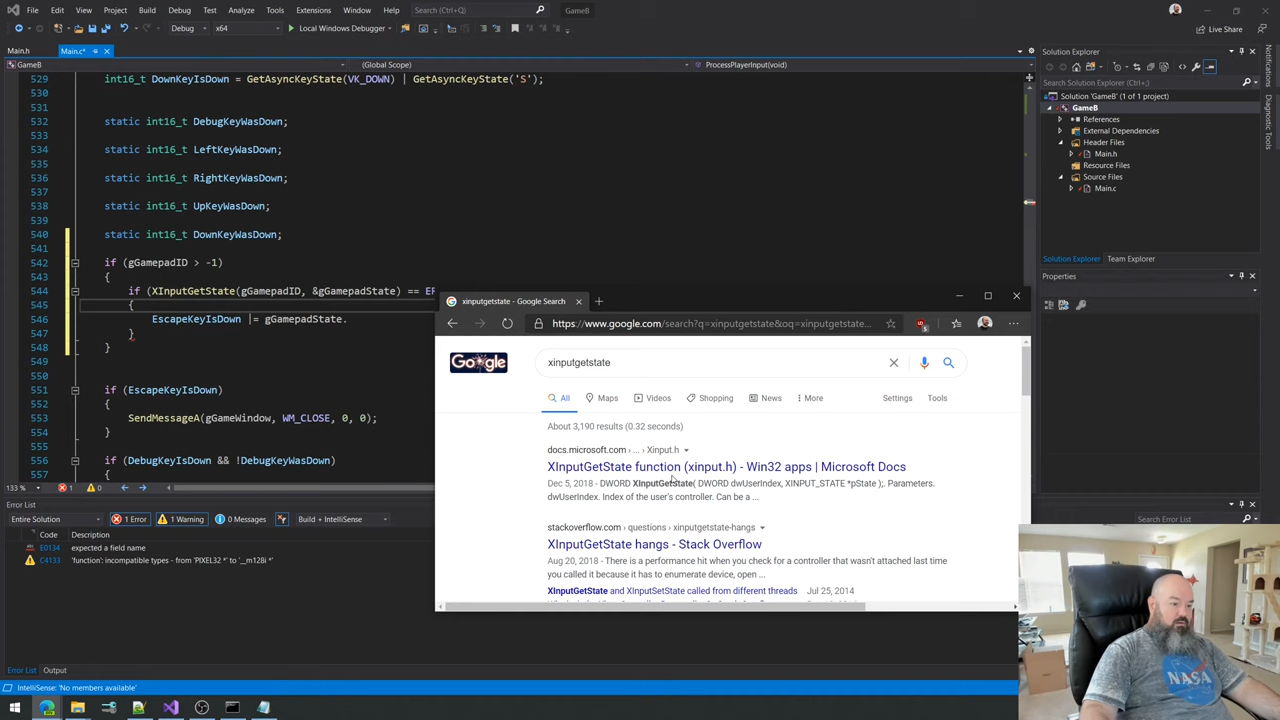 File Edit View Project Build Debug Test Analyze Tools Extensions Window Help Search (Ctrl+Q) GameB
Debug x64 Local Windows Debugger Live Share
Main.h Main.c*
GameB (Global Scope) ProcessPlayerInput(void)
529 int16_t DownKeyIsDown = GetAsyncKeyState(VK_DOWN) | GetAsyncKeyState('S');
530
531
532 static int16_t DebugKeyWasDown;
533
534 static int16_t LeftKeyWasDown;
535
536 static int16_t RightKeyWasDown;
537
538 static int16_t UpKeyWasDown;
539
540 static int16_t DownKeyWasDown;
541
542 if (gGamepadID > -1)
543 {
544 if (XInputGetState(gGamepadID, &gGamepadState) == ER
545 {
546 EscapeKeyIsDown |= gGamepadState.
547 }
548 }
549
550
551 if (EscapeKeyIsDown)
552 {
553 SendMessageA(gGameWindow, WM_CLOSE, 0, 0);
554 }
555
556 if (DebugKeyIsDown && !DebugKeyWasDown)
557 {
133 % 1 0
Error List
Entire Solution 1 Error 1 Warning 0 Messages Build + IntelliSense Search Error List
Code Description
E0134 expected a field name
C4133 'function': incompatible types - from 'PIXEL32 *' to '__m128i *'
Error List Output
IntelliSense: 'No members available'
Solution Explorer
Search Solution Explorer (Ctrl+;)
Solution 'GameB' (1 of 1 project)
GameB
References
External Dependencies
Header Files
Main.h
Resource Files
Source Files
Main.c
Solution Explorer Team Explorer
Properties
Notifications
Diagnostic Tools
xinputgetstate - Google Search
https://www.google.com/search?q=xinputgetstate&oq=xinputgetstate...
5
Google
xinputgetstate
All Maps Videos Shopping News More Settings Tools
About 3,190 results (0.32 seconds)
docs.microsoft.com › ... › Xinput.h
XInputGetState function (xinput.h) - Win32 apps | Microsoft Docs
Dec 5, 2018 - DWORD XInputGetState( DWORD dwUserIndex, XINPUT_STATE *pState );. Parameters.
dwUserIndex. Index of the user's controller. Can be a ...
stackoverflow.com › questions › xinputgetstate-hangs
XInputGetState hangs - Stack Overflow
Aug 20, 2018 - There is a performance hit when you check for a controller that wasn't attached last time
you called it because it has to enumerate device, open ...
XInputGetState and XInputSetState called from different threads Jul 25, 2014
NASA